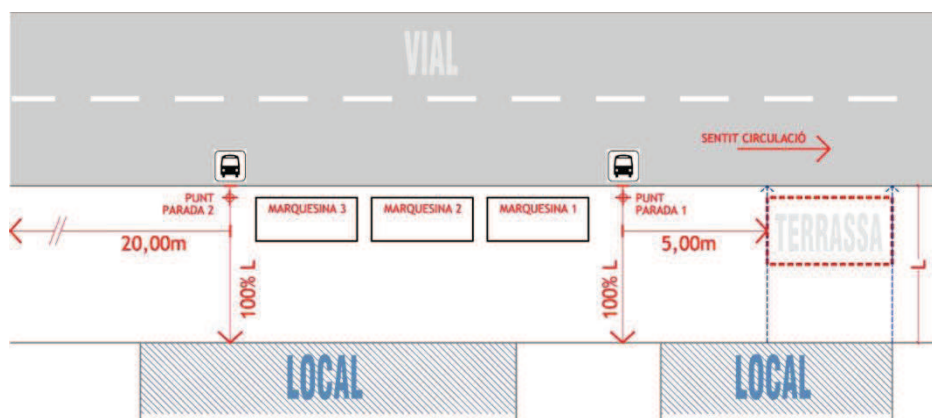 VIAL
SENTIT CIRCULACIÓ
PUNT
PARADA 2
MARQUESINA 3
MARQUESINA 2
MARQUESINA 1
PUNT
PARADA 1
TERRASSA
20,00m
5,00m
100% L
100% L
L
LOCAL
LOCAL